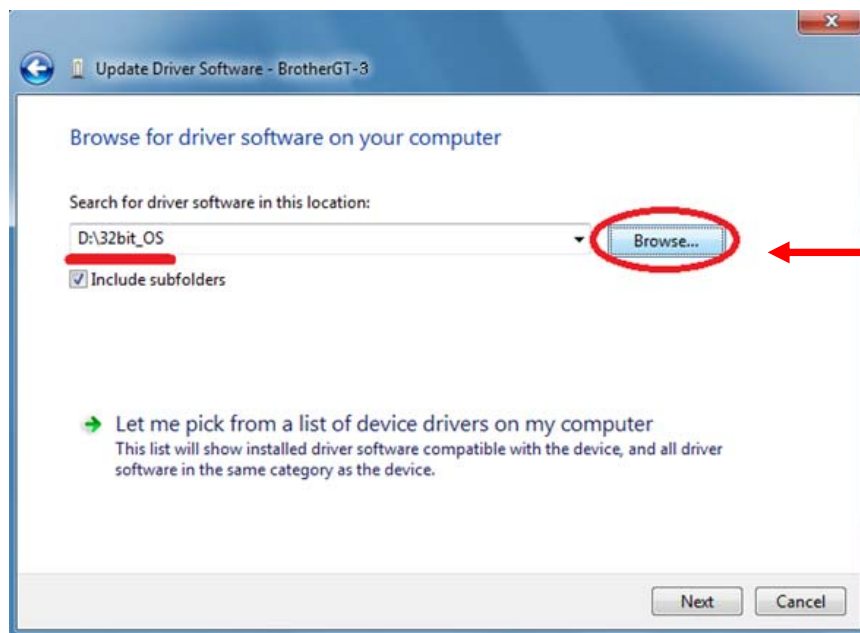 Update Driver Software - BrotherGT-3
Browse for driver software on your computer
Search for driver software in this location:
D:\32bit_OS
Browse...
Include subfolders
Let me pick from a list of device drivers on my computer
This list will show installed driver software compatible with the device, and all driver
software in the same category as the device.
Next
Cancel